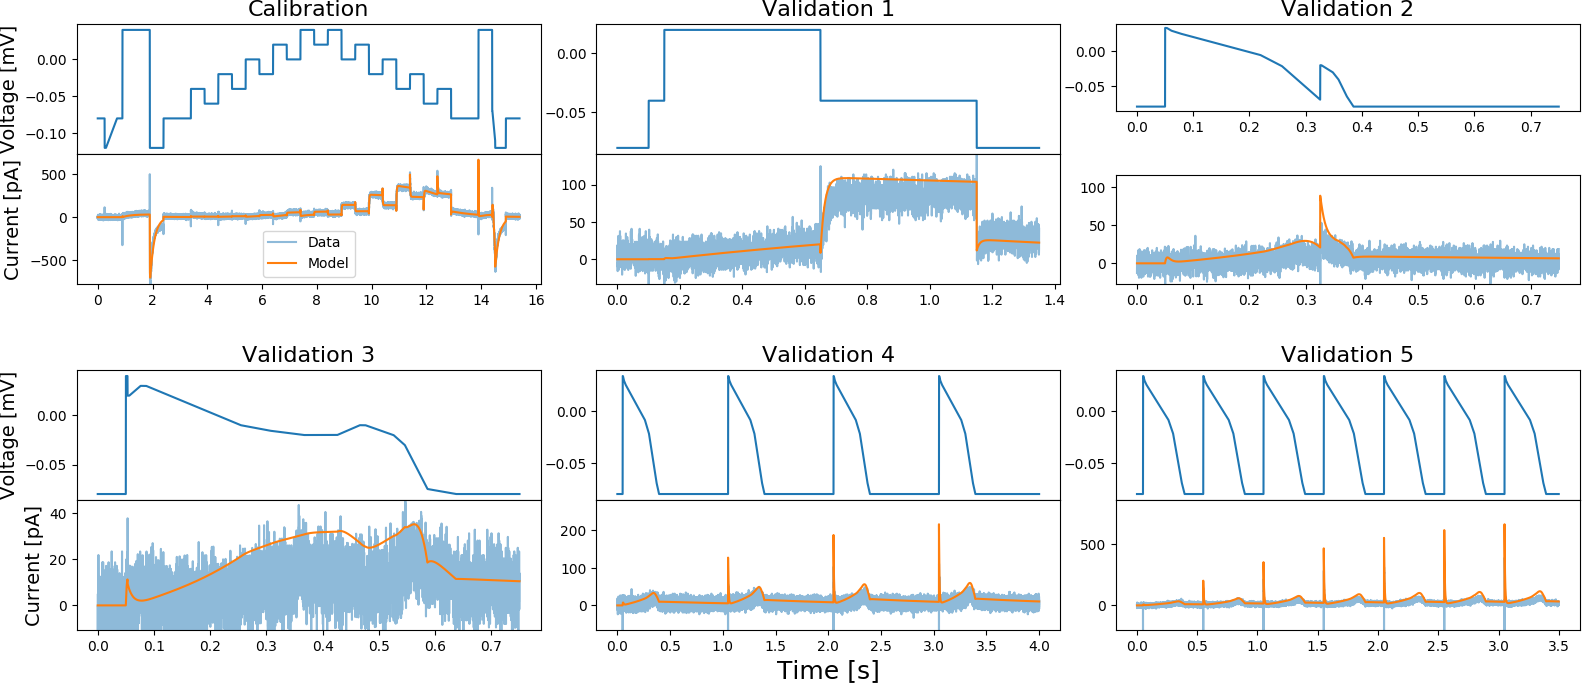 Calibration
Validation 1
Validation 2
Voltage [mV]
0.00
−0.05
−0.10
0.00
−0.05
0.00
−0.05
0.0 0.1 0.2 0.3 0.4 0.5 0.6 0.7
Current [pA]
500
0
−500
Data
Model
0 2 4 6 8 10 12 14 16
100
50
0
0.0 0.2 0.4 0.6 0.8 1.0 1.2 1.4
100
50
0
0.0 0.1 0.2 0.3 0.4 0.5 0.6 0.7
Validation 3
Validation 4
Validation 5
Voltage [mV]
0.00
−0.05
0.00
−0.05
0.00
−0.05
Current [pA]
40
20
0
0.0 0.1 0.2 0.3 0.4 0.5 0.6 0.7
200
100
0
0.0 0.5 1.0 1.5 2.0 2.5 3.0 3.5 4.0
500
0
0.0 0.5 1.0 1.5 2.0 2.5 3.0 3.5
Time [s]